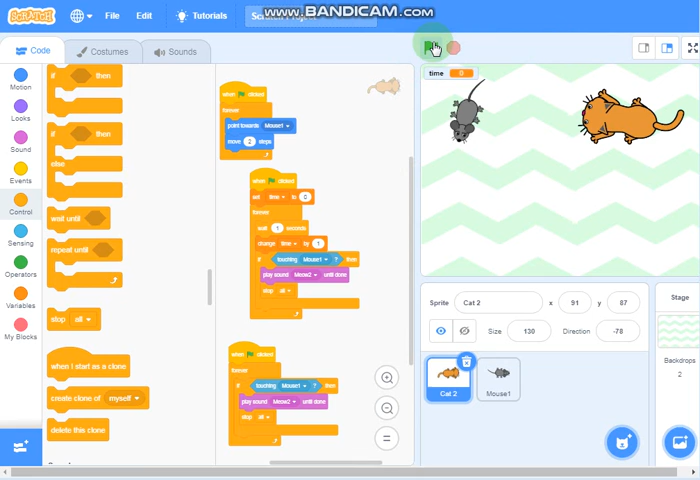 www.BANDICAM.com
SCRATCH File Edit Tutorials Scratch Project
Code Costumes Sounds
Motion
Looks
Sound
Events
Control
Sensing
Operators
Variables
My Blocks
if then
if then
else
wait until
repeat until
stop all
when I start as a clone
create clone of myself
delete this clone
when clicked
forever
point towards Mouse1
move 2 steps
when clicked
set time to 0
forever
wait 1 seconds
change time by 1
if touching Mouse1 ? then
play sound Meow2 until done
stop all
when clicked
forever
if touching Mouse1 ? then
play sound Meow2 until done
stop all
time 0
Sprite Cat 2 x 91 y 87
Size 130 Direction -78
Cat 2 Mouse1
Stage
Backdrops
2